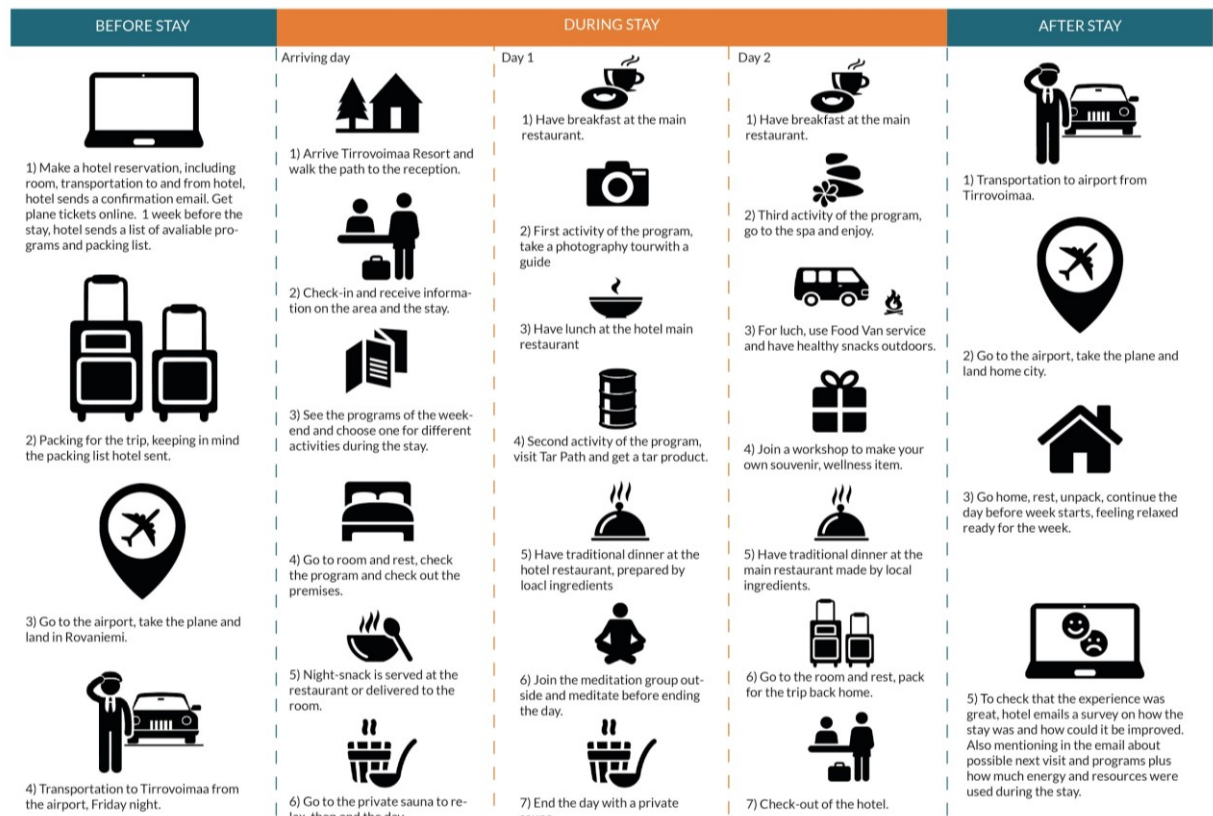 BEFORE STAY
1) Make a hotel reservation, including
room, transportation to and from hotel,
hotel sends a confirmation email. Get
plane tickets online. 1 week before the
stay, hotel sends a list of avaliable pro-
grams and packing list.
2) Packing for the trip, keeping in mind
the packing list hotel sent.
3) Go to the airport, take the plane and
land in Rovaniemi.
4) Transportation to Tirrovoimaa from
the airport, Friday night.
DURING STAY
Arriving day
1) Arrive Tirrovoimaa Resort and
walk the path to the reception.
2) Check-in and receive informa-
tion on the area and the stay.
3) See the programs of the week-
end and choose one for different
activities during the stay.
4) Go to room and rest, check
the program and check out the
premises.
5) Night-snack is served at the
restaurant or delivered to the
room.
6) Go to the private sauna to re-
lax, then end the day
Day 1
1) Have breakfast at the main
restaurant.
2) First activity of the program,
take a photography tourwith a
guide
3) Have lunch at the hotel main
restaurant
4) Second activity of the program,
visit Tar Path and get a tar product.
5) Have traditional dinner at the
hotel restaurant, prepared by
loacl ingredients
6) Join the meditation group out-
side and meditate before ending
the day.
7) End the day with a private
Day 2
1) Have breakfast at the main
restaurant.
2) Third activity of the program,
go to the spa and enjoy.
3) For luch, use Food Van service
and have healthy snacks outdoors.
4) Join a workshop to make your
own souvenir, wellness item.
5) Have traditional dinner at the
main restaurant made by local
ingredients.
6) Go to the room and rest, pack
for the trip back home.
7) Check-out of the hotel.
AFTER STAY
1) Transportation to airport from
Tirrovoimaa.
2) Go to the airport, take the plane and
land home city.
3) Go home, rest, unpack, continue the
day before week starts, feeling relaxed
ready for the week.
5) To check that the experience was
great, hotel emails a survey on how the
stay was and how could it be improved.
Also mentioning in the email about
possible next visit and programs plus
how much energy and resources were
used during the stay.